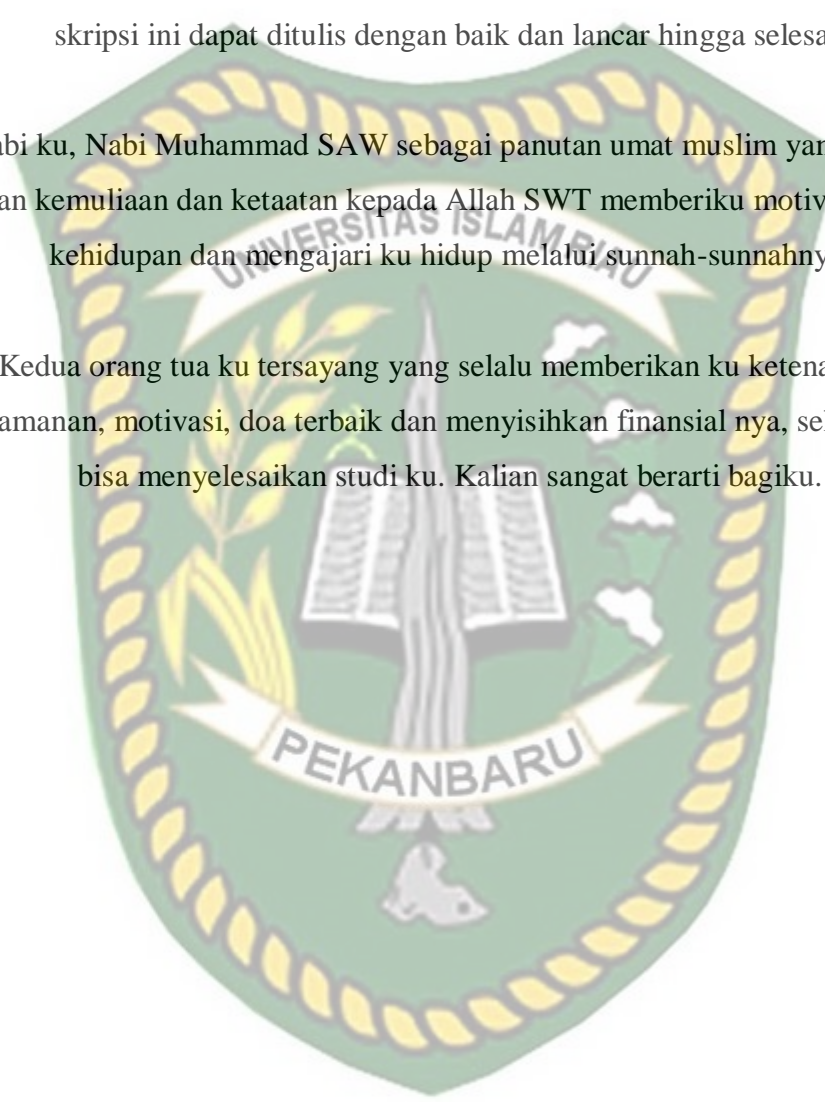 skripsi ini dapat ditulis dengan baik dan lancar hingga selesa
abi ku, Nabi Muhammad SAW sebagai panutan umat muslim yan
an kemuliaan dan ketaatan kepada Allah SWT memberiku motiv
UNIVERSITAS ISLAM RIAU
kehidupan dan mengajari ku hidup melalui sunnah-sunnahny
Kedua orang tua ku tersayang yang selalu memberikan ku ketena
amanan, motivasi, doa terbaik dan menyisihkan finansial nya, sel
bisa menyelesaikan studi ku. Kalian sangat berarti bagiku.
PEKANBARU